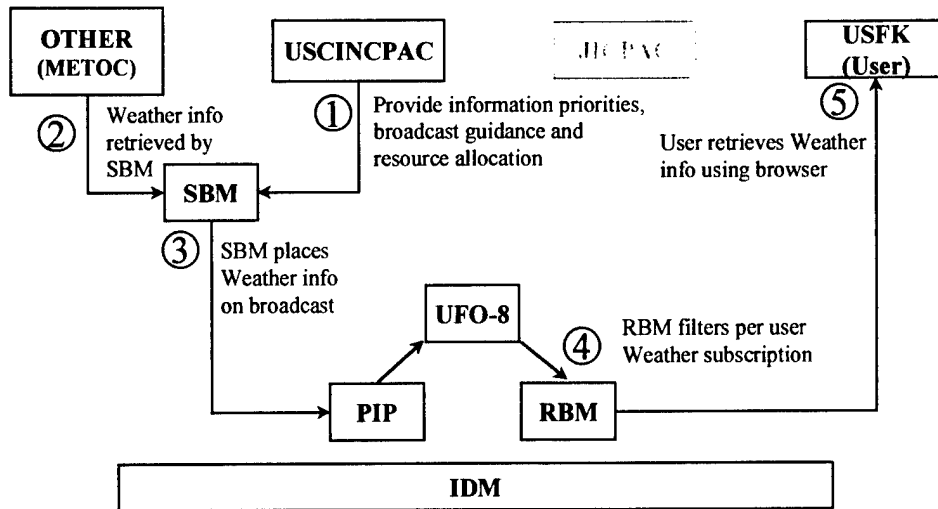 OTHER
(METOC)
USCINCPAC
JICPAC
USFK
(User)
①
Provide information priorities,
broadcast guidance and
resource allocation
②
Weather info
retrieved by
SBM
⑤
User retrieves Weather
info using browser
SBM
③
SBM places
Weather info
on broadcast
UFO-8
④
RBM filters per user
Weather subscription
PIP
RBM
IDM